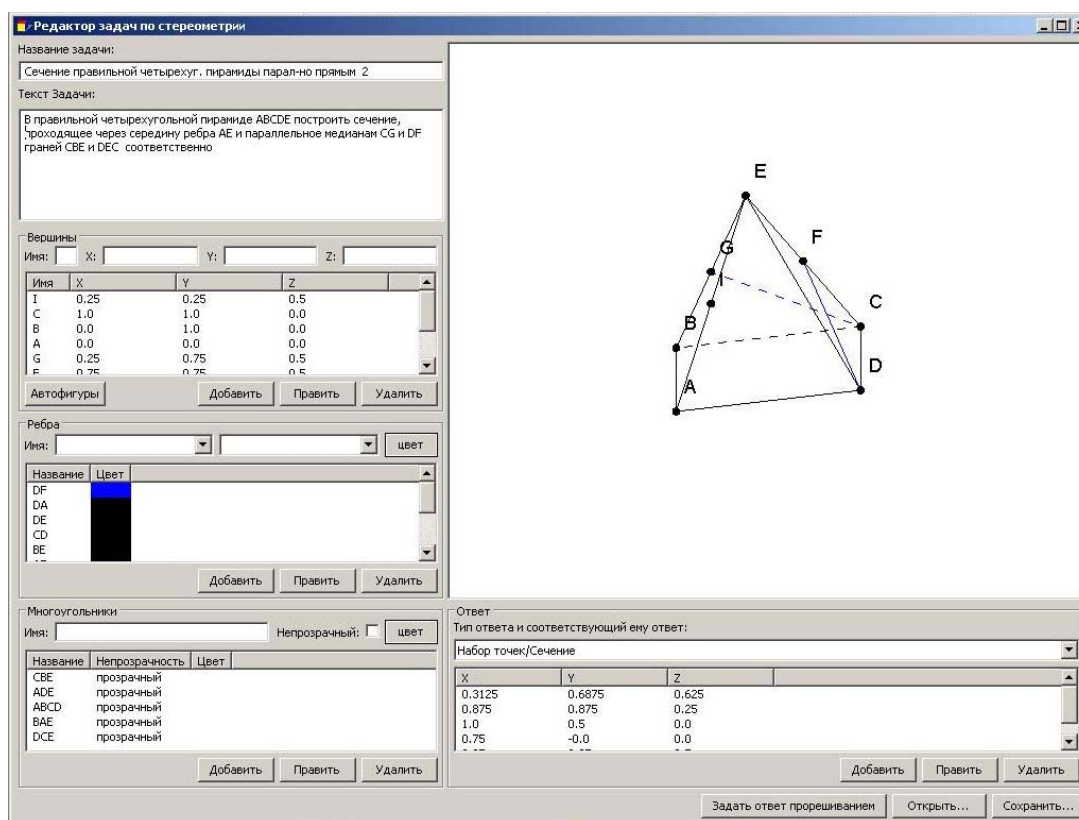 Редактор задач по стереометрии
Название задачи:
Сечение правильной четырехуг. пирамиды парал-но прямым 2
Текст Задачи:
В правильной четырехугольной пирамиде ABCDE построить сечение,
проходящее через середину ребра AE и параллельное медианам CG и DF
граней CBE и DEC соответственно
Вершины
Имя: X: Y: Z:
Имя X Y Z
I 0.25 0.25 0.5
C 1.0 1.0 0.0
B 0.0 1.0 0.0
A 0.0 0.0 0.0
G 0.25 0.75 0.5
0.75 0.75 0.5
Автофигуры Добавить Править Удалить
Ребра
Имя: цвет
Название Цвет
DF
DA
DE
CD
BE
Добавить Править Удалить
Многоугольники
Имя: Непрозрачный: цвет
Название Непрозрачность Цвет
CBE прозрачный
ADE прозрачный
ABCD прозрачный
BAE прозрачный
DCE прозрачный
Добавить Править Удалить
E
F
G
I
C
B
D
A
Ответ
Тип ответа и соответствующий ему ответ:
Набор точек/Сечение
X Y Z
0.3125 0.6875 0.625
0.875 0.875 0.25
1.0 0.5 0.0
0.75 -0.0 0.0
Добавить Править Удалить
Задать ответ прорешиванием Открыть... Сохранить...